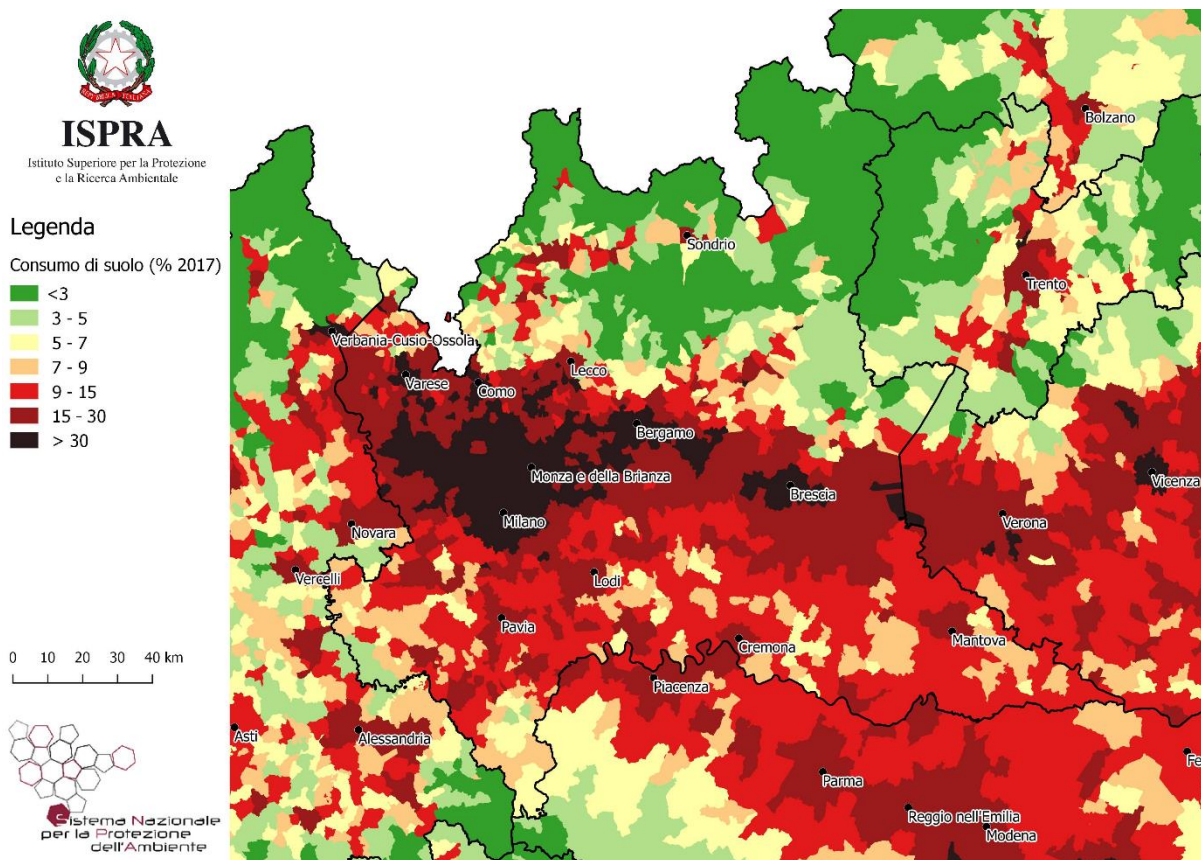 REPVBBLICA ITALIANA
ISPRA
Istituto Superiore per la Protezione
e la Ricerca Ambientale
Legenda
Consumo di suolo (% 2017)
<3
3 - 5
5 - 7
7 - 9
9 - 15
15 - 30
> 30
0 10 20 30 40 km
Sistema Nazionale
per la Protezione
dell'Ambiente
Bolzano
Sondrio
Trento
Verbania-Cusio-Ossola
Lecco
Varese
Como
Bergamo
Monza e della Brianza
Vicenza
Brescia
Milano
Verona
Novara
Vercelli
Lodi
Pavia
Mantova
Cremona
Piacenza
Asti
Alessandria
Fe
Parma
Reggio nell'Emilia
Modena